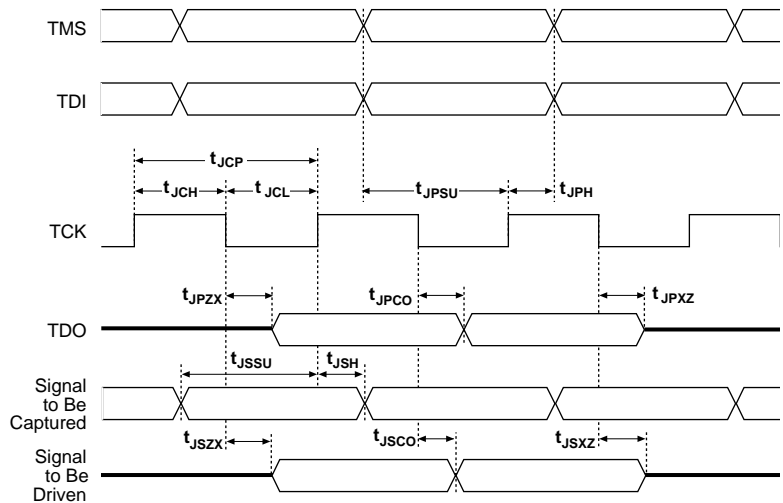 TMS
TDI
tJCP
tJCH
tJCL
tJPSU
tJPH
TCK
tJPZX
tJPCO
tJPXZ
TDO
tJSSU
tJSH
Signal
to Be
Captured
tJSZX
tJSCO
tJSXZ
Signal
to Be
Driven